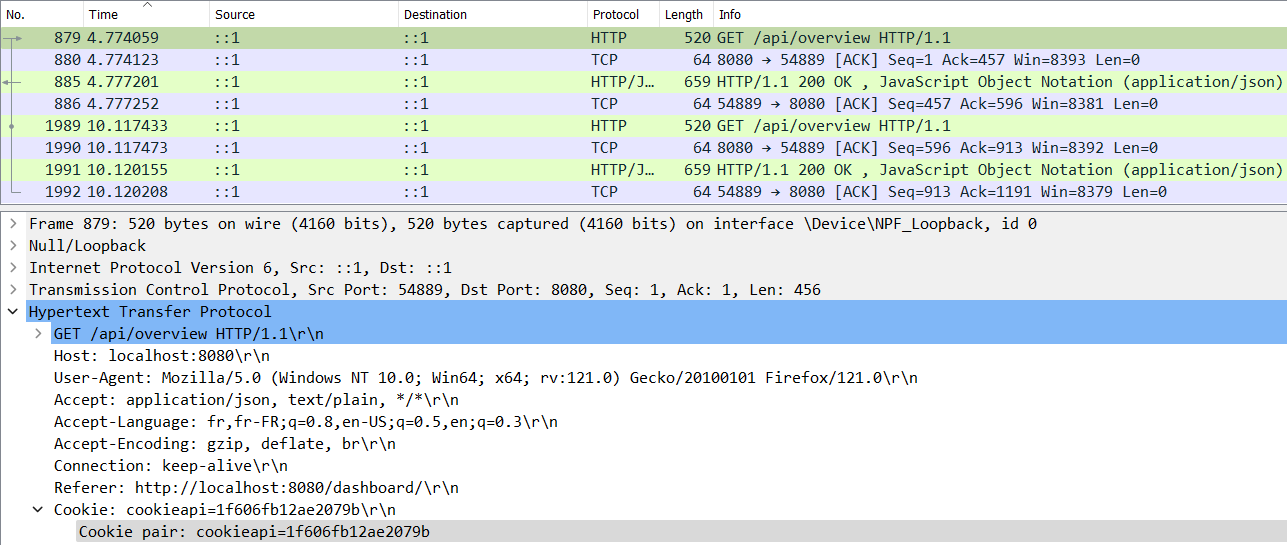 No. Time Source Destination Protocol Length Info
879 4.774059 ::1 ::1 HTTP 520 GET /api/overview HTTP/1.1
880 4.774123 ::1 ::1 TCP 64 8080 → 54889 [ACK] Seq=1 Ack=457 Win=8393 Len=0
885 4.777201 ::1 ::1 HTTP/J… 659 HTTP/1.1 200 OK , JavaScript Object Notation (application/json)
886 4.777252 ::1 ::1 TCP 64 54889 → 8080 [ACK] Seq=457 Ack=596 Win=8381 Len=0
1989 10.117433 ::1 ::1 HTTP 520 GET /api/overview HTTP/1.1
1990 10.117473 ::1 ::1 TCP 64 8080 → 54889 [ACK] Seq=596 Ack=913 Win=8392 Len=0
1991 10.120155 ::1 ::1 HTTP/J… 659 HTTP/1.1 200 OK , JavaScript Object Notation (application/json)
1992 10.120208 ::1 ::1 TCP 64 54889 → 8080 [ACK] Seq=913 Ack=1191 Win=8379 Len=0
Frame 879: 520 bytes on wire (4160 bits), 520 bytes captured (4160 bits) on interface \Device\NPF_Loopback, id 0
Null/Loopback
Internet Protocol Version 6, Src: ::1, Dst: ::1
Transmission Control Protocol, Src Port: 54889, Dst Port: 8080, Seq: 1, Ack: 1, Len: 456
Hypertext Transfer Protocol
GET /api/overview HTTP/1.1\r\n
Host: localhost:8080\r\n
User-Agent: Mozilla/5.0 (Windows NT 10.0; Win64; x64; rv:121.0) Gecko/20100101 Firefox/121.0\r\n
Accept: application/json, text/plain, */*\r\n
Accept-Language: fr,fr-FR;q=0.8,en-US;q=0.5,en;q=0.3\r\n
Accept-Encoding: gzip, deflate, br\r\n
Connection: keep-alive\r\n
Referer: http://localhost:8080/dashboard/\r\n
Cookie: cookieapi=1f606fb12ae2079b\r\n
Cookie pair: cookieapi=1f606fb12ae2079b